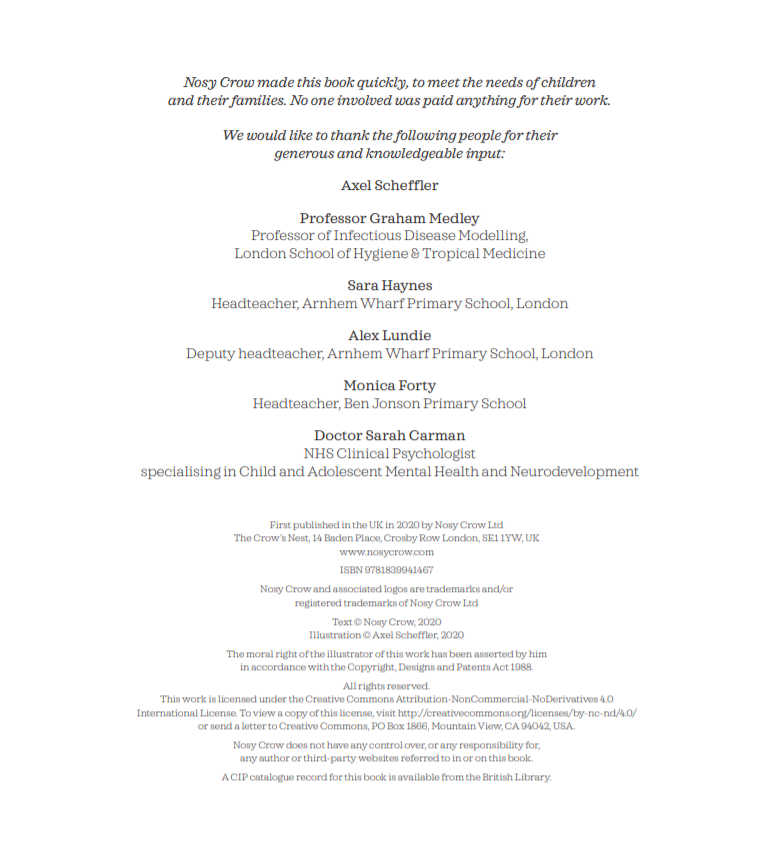 Nosy Crow made this book quickly, to meet the needs of children
and their families. No one involved was paid anything for their work.
We would like to thank the following people for their
generous and knowledgeable input:
Axel Scheffler
Professor Graham Medley
Professor of Infectious Disease Modelling,
London School of Hygiene & Tropical Medicine
Sara Haynes
Headteacher, Arnhem Wharf Primary School, London
Alex Lundie
Deputy headteacher, Arnhem Wharf Primary School, London
Monica Forty
Headteacher, Ben Jonson Primary School
Doctor Sarah Carman
NHS Clinical Psychologist
specialising in Child and Adolescent Mental Health and Neurodevelopment
First published in the UK in 2020 by Nosy Crow Ltd
The Crow's Nest, 14 Baden Place, Crosby Row London, SE1 1YW, UK
www.nosycrow.com
ISBN 9781839941467
Nosy Crow and associated logos are trademarks and/or
registered trademarks of Nosy Crow Ltd
Text © Nosy Crow, 2020
Illustration © Axel Scheffler, 2020
The moral right of the illustrator of this work has been asserted by him
in accordance with the Copyright, Designs and Patents Act 1988.
All rights reserved.
This work is licensed under the Creative Commons Attribution-NonCommercial-NoDerivatives 4.0
International License. To view a copy of this license, visit http://creativecommons.org/licenses/by-nc-nd/4.0/
or send a letter to Creative Commons, PO Box 1866, Mountain View, CA 94042, USA.
Nosy Crow does not have any control over, or any responsibility for,
any author or third-party websites referred to in or on this book.
A CIP catalogue record for this book is available from the British Library.